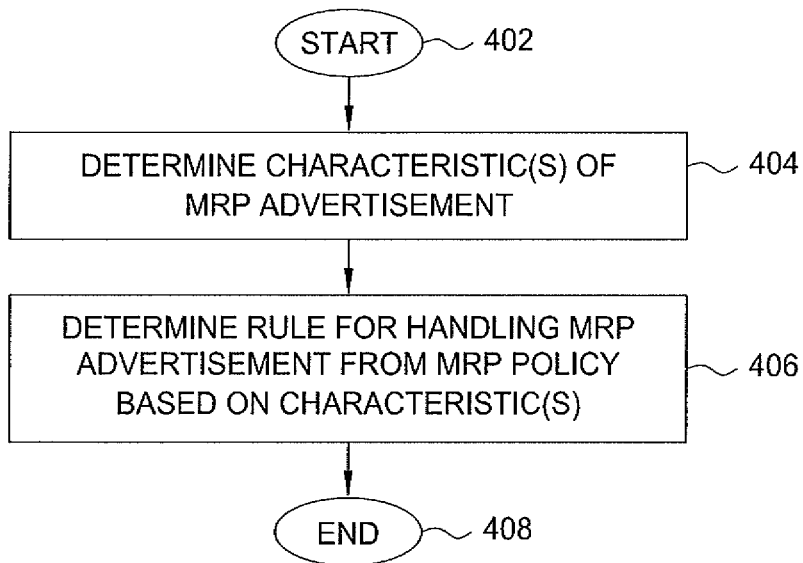 START
402
DETERMINE CHARACTERISTIC(S) OF
MRP ADVERTISEMENT
404
DETERMINE RULE FOR HANDLING MRP
ADVERTISEMENT FROM MRP POLICY
BASED ON CHARACTERISTIC(S)
406
END
408